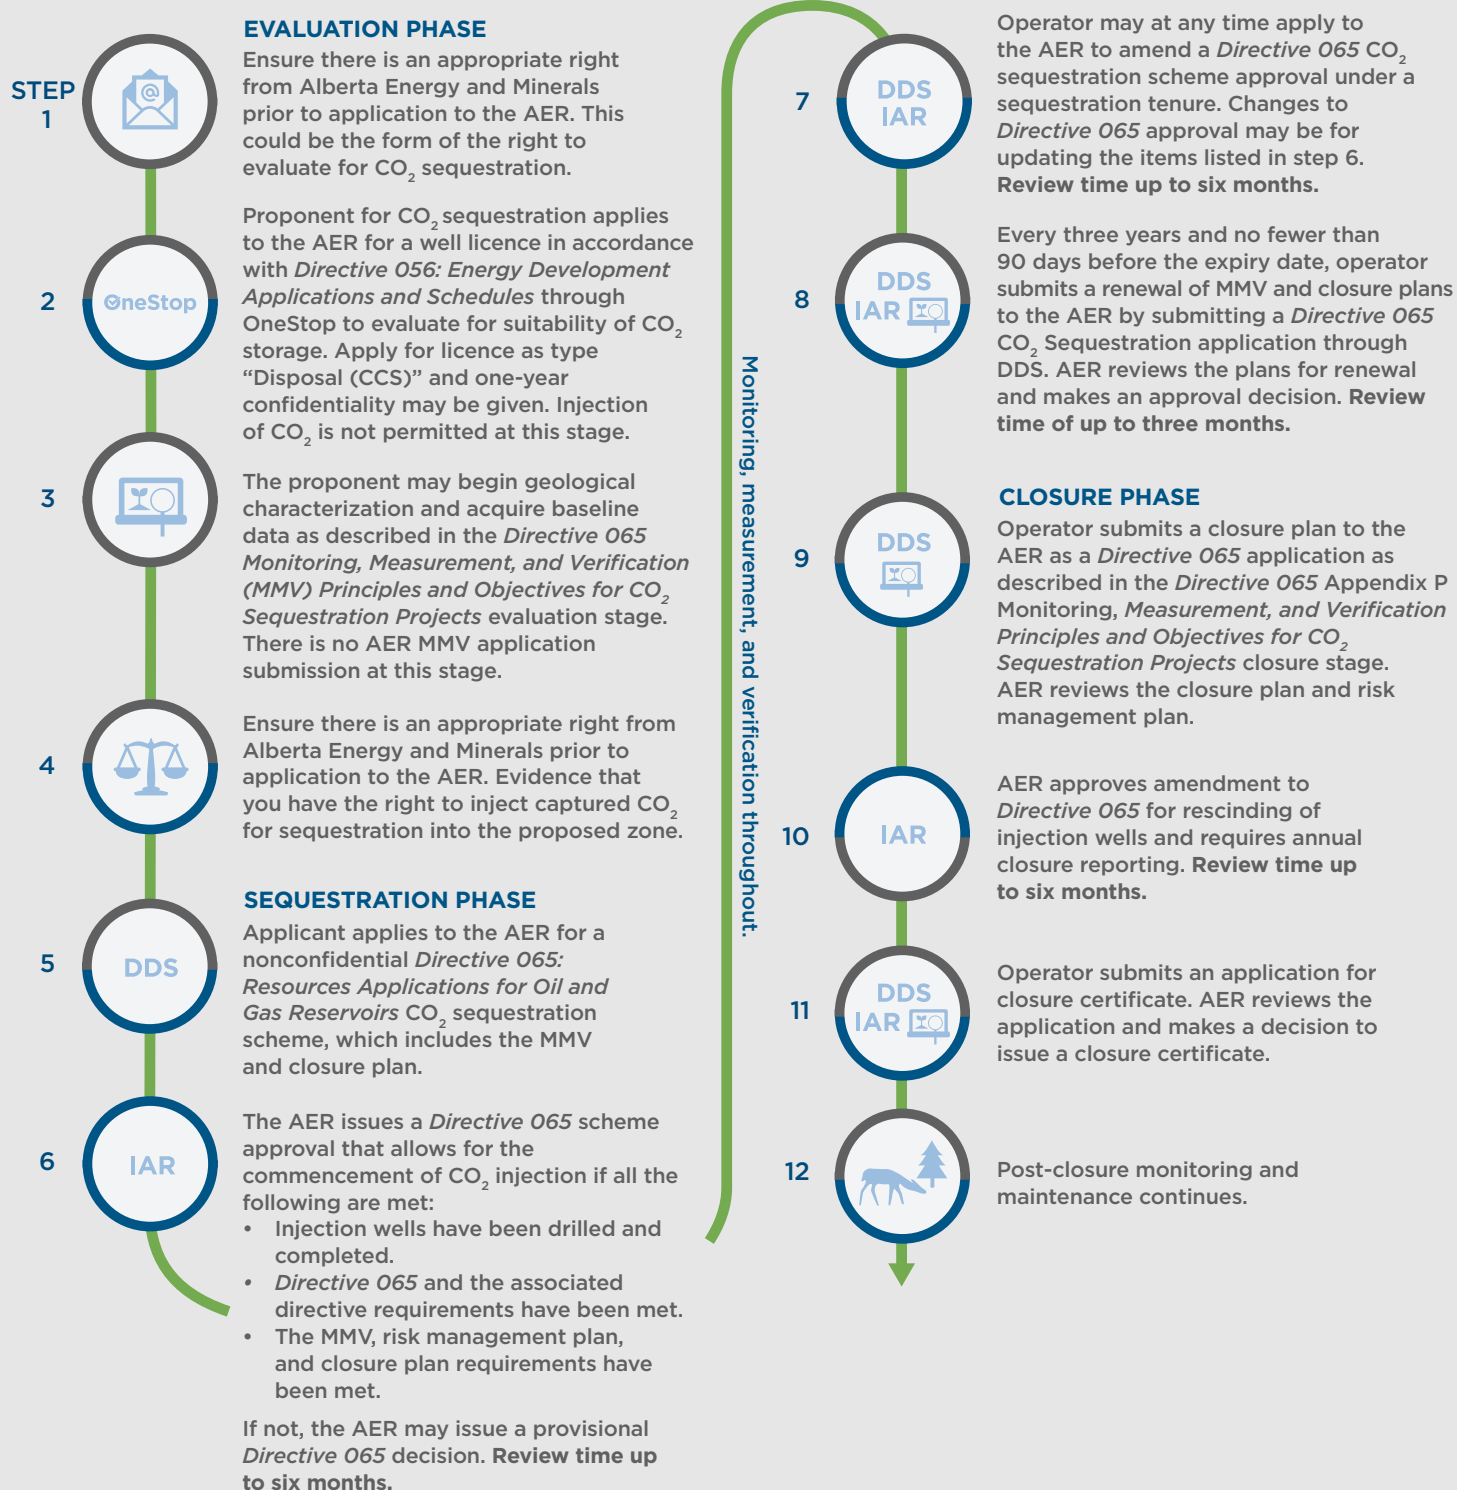 EVALUATION PHASE
STEP
1
@
Ensure there is an appropriate right
from Alberta Energy and Minerals
prior to application to the AER. This
could be the form of the right to
evaluate for CO₂ sequestration.
2
OneStop
Proponent for CO₂ sequestration applies
to the AER for a well licence in accordance
with Directive 056: Energy Development
Applications and Schedules through
OneStop to evaluate for suitability of CO₂
storage. Apply for licence as type
“Disposal (CCS)” and one-year
confidentiality may be given. Injection
of CO₂ is not permitted at this stage.
3
The proponent may begin geological
characterization and acquire baseline
data as described in the Directive 065
Monitoring, Measurement, and Verification
(MMV) Principles and Objectives for CO₂
Sequestration Projects evaluation stage.
There is no AER MMV application
submission at this stage.
4
Ensure there is an appropriate right from
Alberta Energy and Minerals prior to
application to the AER. Evidence that
you have the right to inject captured CO₂
for sequestration into the proposed zone.
SEQUESTRATION PHASE
5
DDS
Applicant applies to the AER for a
nonconfidential Directive 065:
Resources Applications for Oil and
Gas Reservoirs CO₂ sequestration
scheme, which includes the MMV
and closure plan.
6
IAR
The AER issues a Directive 065 scheme
approval that allows for the
commencement of CO₂ injection if all the
following are met:
• Injection wells have been drilled and
completed.
• Directive 065 and the associated
directive requirements have been met.
• The MMV, risk management plan,
and closure plan requirements have
been met.
If not, the AER may issue a provisional
Directive 065 decision. Review time up
to six months.
Monitoring, measurement, and verification throughout.
7
DDS
IAR
Operator may at any time apply to
the AER to amend a Directive 065 CO₂
sequestration scheme approval under a
sequestration tenure. Changes to
Directive 065 approval may be for
updating the items listed in step 6.
Review time up to six months.
8
DDS
IAR
Every three years and no fewer than
90 days before the expiry date, operator
submits a renewal of MMV and closure plans
to the AER by submitting a Directive 065
CO₂ Sequestration application through
DDS. AER reviews the plans for renewal
and makes an approval decision. Review
time of up to three months.
CLOSURE PHASE
9
DDS
Operator submits a closure plan to the
AER as a Directive 065 application as
described in the Directive 065 Appendix P
Monitoring, Measurement, and Verification
Principles and Objectives for CO₂
Sequestration Projects closure stage.
AER reviews the closure plan and risk
management plan.
10
IAR
AER approves amendment to
Directive 065 for rescinding of
injection wells and requires annual
closure reporting. Review time up
to six months.
11
DDS
IAR
Operator submits an application for
closure certificate. AER reviews the
application and makes a decision to
issue a closure certificate.
12
Post-closure monitoring and
maintenance continues.